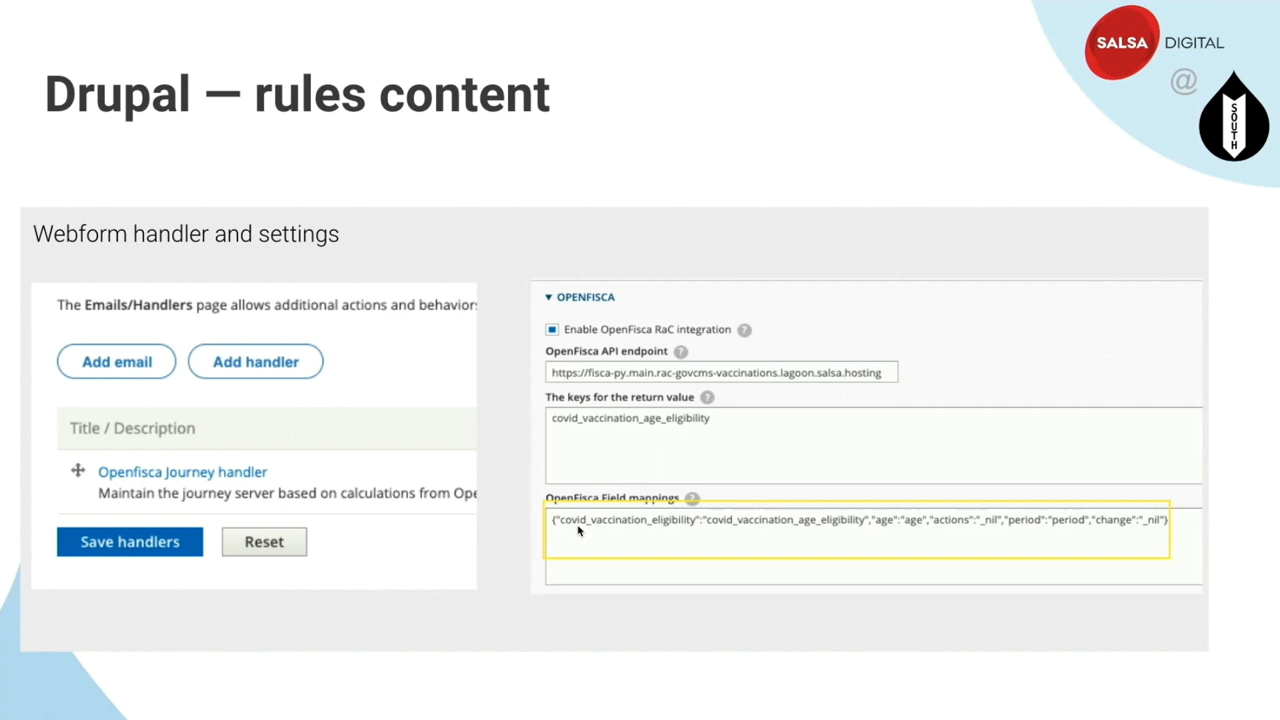 SALSA DIGITAL
@
SOUTH
Drupal — rules content
Webform handler and settings
The Emails/Handlers page allows additional actions and behaviors
Add email
Add handler
Title / Description
Openfisca Journey handler
Maintain the journey server based on calculations from Ope
Save handlers
Reset
▼ OPENFISCA
Enable OpenFisca RaC integration ?
OpenFisca API endpoint ?
https://fisca-py.main.rac-govcms-vaccinations.lagoon.salsa.hosting
The keys for the return value ?
covid_vaccination_age_eligibility
OpenFisca Field mappings ?
{"covid_vaccination_eligibility":"covid_vaccination_age_eligibility","age":"age","actions":"_nil","period":"period","change":"_nil"}